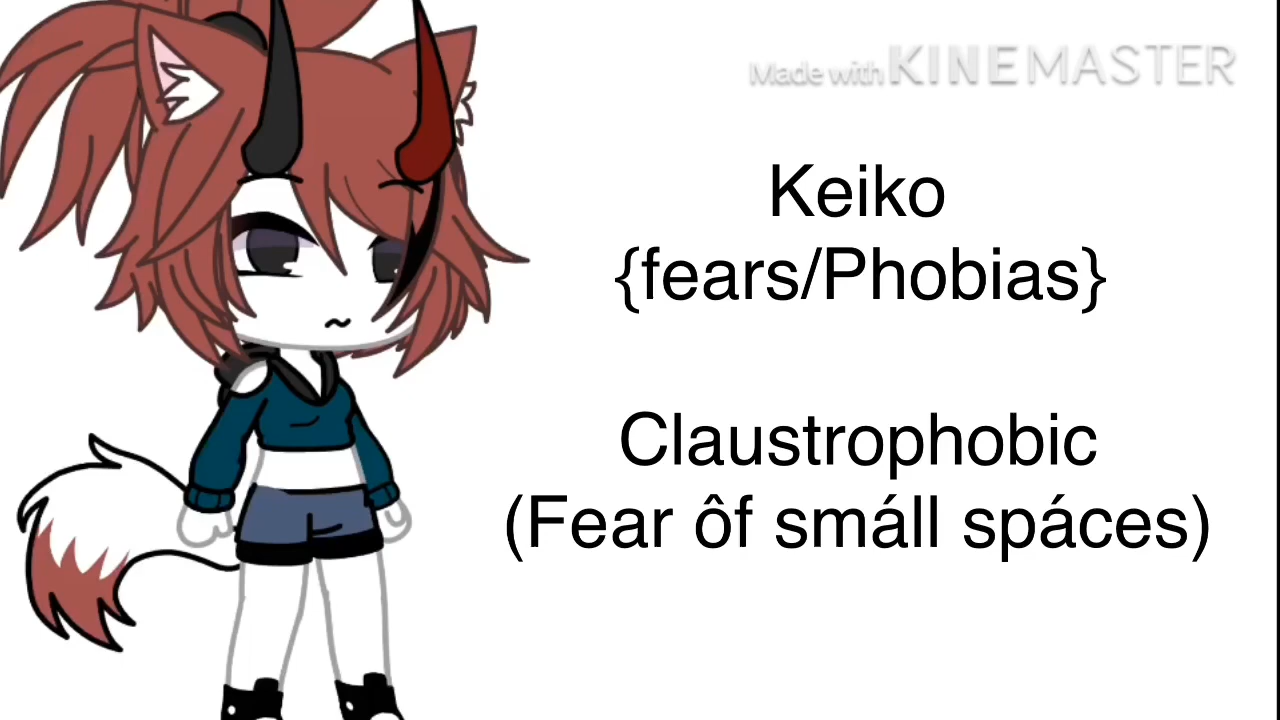 Made with KINEMASTER
Keiko
{fears/Phobias}
Claustrophobic
(Fear ôf smáll spáces)